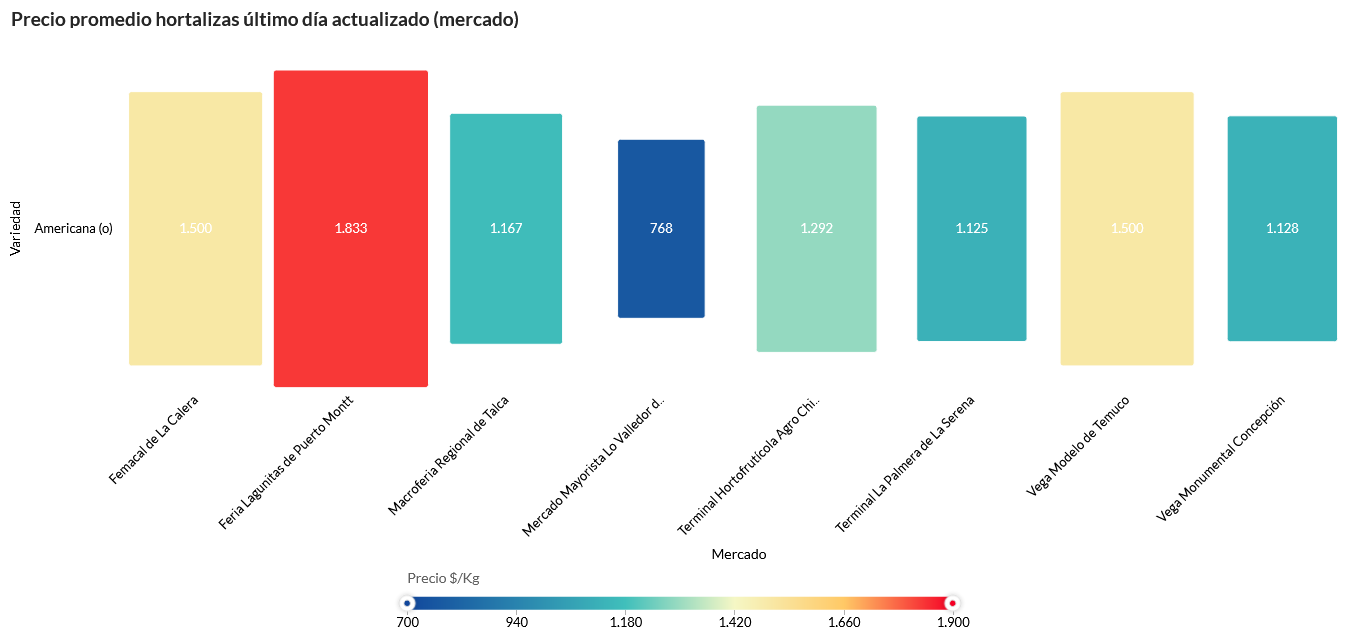 Precio promedio hortalizas último día actualizado (mercado)
Variedad
Americana (o)
1.500
1.833
1.167
768
1.292
1.125
1.500
1.128
Femacal de La Calera
Feria Lagunitas de Puerto Montt
Macroferia Regional de Talca
Mercado Mayorista Lo Valledor d..
Terminal Hortofrutícola Agro Chi..
Terminal La Palmera de La Serena
Vega Modelo de Temuco
Vega Monumental Concepción
Mercado
Precio $/Kg
700 940 1.180 1.420 1.660 1.900